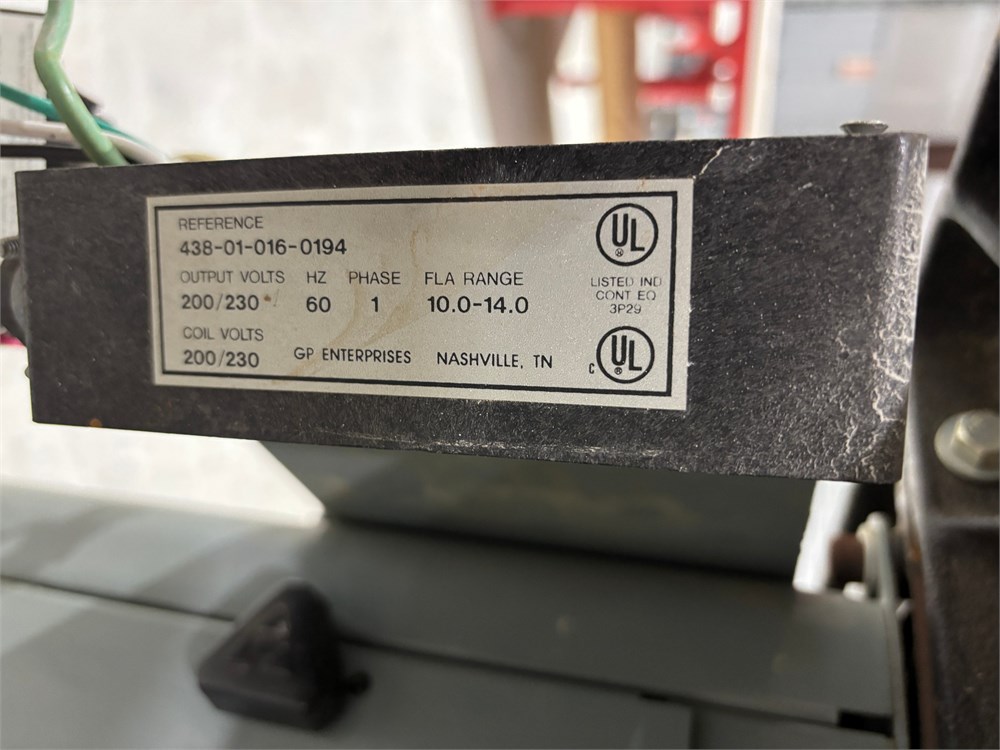 REFERENCE
438-01-016-0194
OUTPUT VOLTS HZ PHASE FLA RANGE
200/230 60 1 10.0-14.0
COIL VOLTS
200/230 GP ENTERPRISES NASHVILLE, TN
UL
®
LISTED IND
CONT EQ
3P29
C UL
®